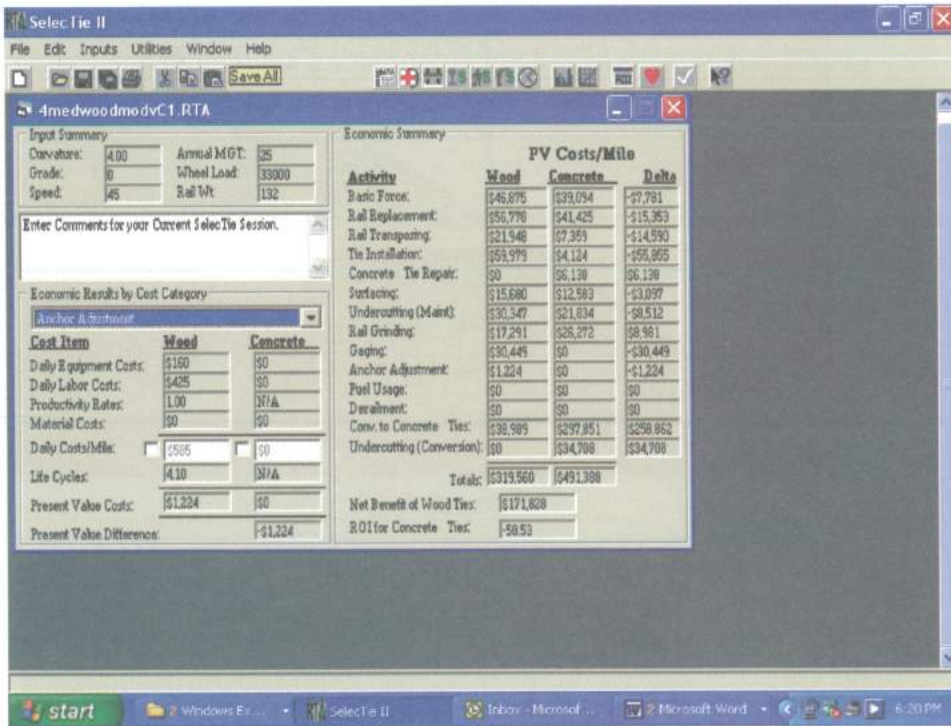 SelecTie II
File Edit Inputs Utilities Window Help
Save All
4medwoodmodvC1.RTA
Input Summary
Curvature: 4.00 Annual MGT: 25
Grade: 0 Wheel Load: 33000
Speed: 45 Rail Wt: 132
Enter Comments for your Current SelecTie Session.
Economic Results by Cost Category
Anchor Adjustment
Cost Item Wood Concrete
Daily Equipment Costs: $160 $0
Daily Labor Costs: $425 $0
Productivity Rates: 1.00 N/A
Material Costs: $0 $0
Daily Costs/Mile: $585 $0
Life Cycles: 4.10 N/A
Present Value Costs: $1,224 $0
Present Value Difference: -$1,224
Economic Summary
PV Costs/Mile
Activity Wood Concrete Delta
Basic Force: $46,875 $39,094 -$7,781
Rail Replacement: $56,778 $41,425 -$15,353
Rail Transposing: $21,948 $7,359 -$14,590
Tie Installation: $59,979 $4,124 -$55,855
Concrete Tie Repair: $0 $6,138 $6,138
Surfacing: $15,680 $12,583 -$3,097
Undercutting (Maint): $30,347 $21,834 -$8,512
Rail Grinding: $17,291 $26,272 $8,981
Gaging: $30,449 $0 -$30,449
Anchor Adjustment: $1,224 $0 -$1,224
Fuel Usage: $0 $0 $0
Derailment: $0 $0 $0
Conv. to Concrete Ties: $38,989 $297,851 $258,862
Undercutting (Conversion): $0 $34,708 $34,708
Totals: $319,560 $491,388
Net Benefit of Wood Ties: $171,828
ROI for Concrete Ties: -58.53
start 2 Windows Ex... SelecTie II Inbox - Microsof... 2 Microsoft Word 6:20 PM